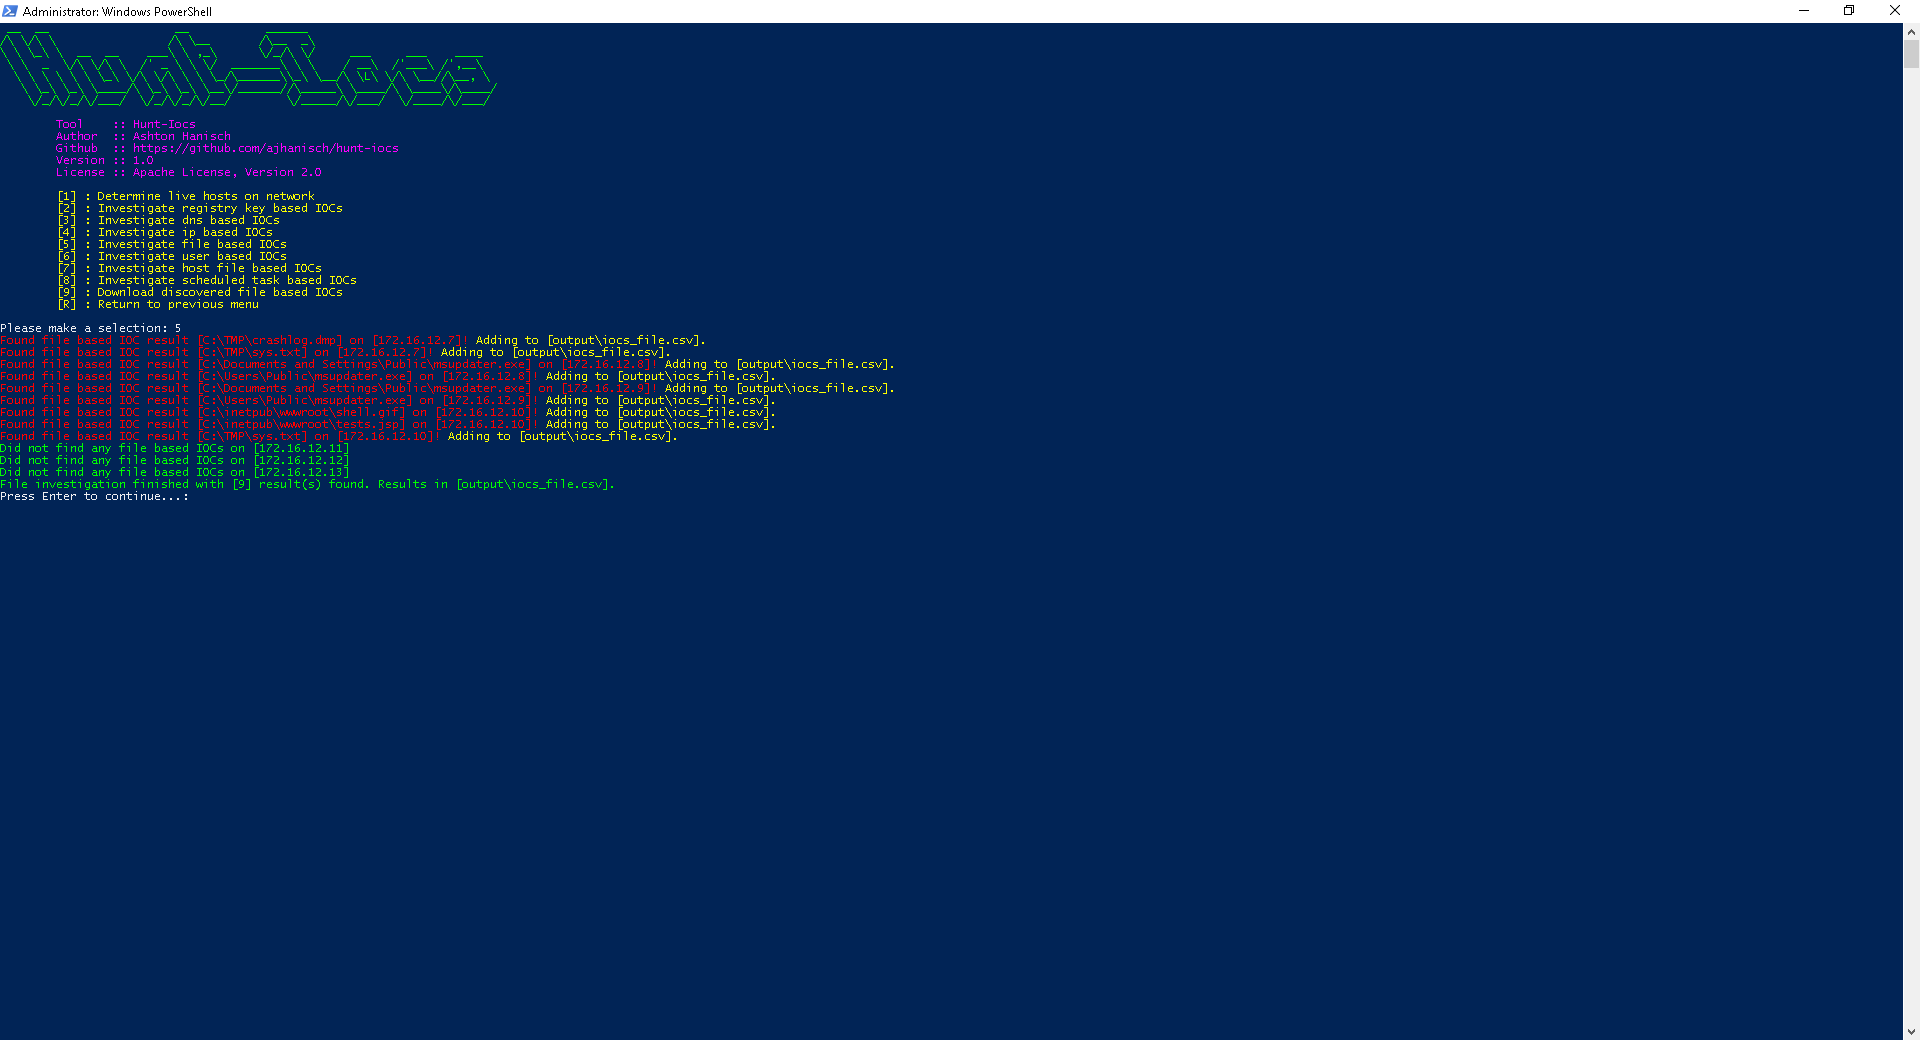 Administrator: Windows PowerShell
Hunt-Iocs
Tool    :: Hunt-Iocs
Author  :: Ashton Hanisch
Github  :: https://github.com/ajhanisch/hunt-iocs
Version :: 1.0
License :: Apache License, Version 2.0
[1] : Determine live hosts on network
[2] : Investigate registry key based IOCs
[3] : Investigate dns based IOCs
[4] : Investigate ip based IOCs
[5] : Investigate file based IOCs
[6] : Investigate user based IOCs
[7] : Investigate host file based IOCs
[8] : Investigate scheduled task based IOCs
[9] : Download discovered file based IOCs
[R] : Return to previous menu
Please make a selection: 5
Found file based IOC result [C:\TMP\crashlog.dmp] on [172.16.12.7]! Adding to [output\iocs_file.csv].
Found file based IOC result [C:\TMP\sys.txt] on [172.16.12.7]! Adding to [output\iocs_file.csv].
Found file based IOC result [C:\Documents and Settings\Public\msupdater.exe] on [172.16.12.8]! Adding to [output\iocs_file.csv].
Found file based IOC result [C:\Users\Public\msupdater.exe] on [172.16.12.8]! Adding to [output\iocs_file.csv].
Found file based IOC result [C:\Documents and Settings\Public\msupdater.exe] on [172.16.12.9]! Adding to [output\iocs_file.csv].
Found file based IOC result [C:\Users\Public\msupdater.exe] on [172.16.12.9]! Adding to [output\iocs_file.csv].
Found file based IOC result [C:\inetpub\wwwroot\shell.gif] on [172.16.12.10]! Adding to [output\iocs_file.csv].
Found file based IOC result [C:\inetpub\wwwroot\tests.jsp] on [172.16.12.10]! Adding to [output\iocs_file.csv].
Found file based IOC result [C:\TMP\sys.txt] on [172.16.12.10]! Adding to [output\iocs_file.csv].
Did not find any file based IOCs on [172.16.12.11]
Did not find any file based IOCs on [172.16.12.12]
Did not find any file based IOCs on [172.16.12.13]
File investigation finished with [9] result(s) found. Results in [output\iocs_file.csv].
Press Enter to continue...: